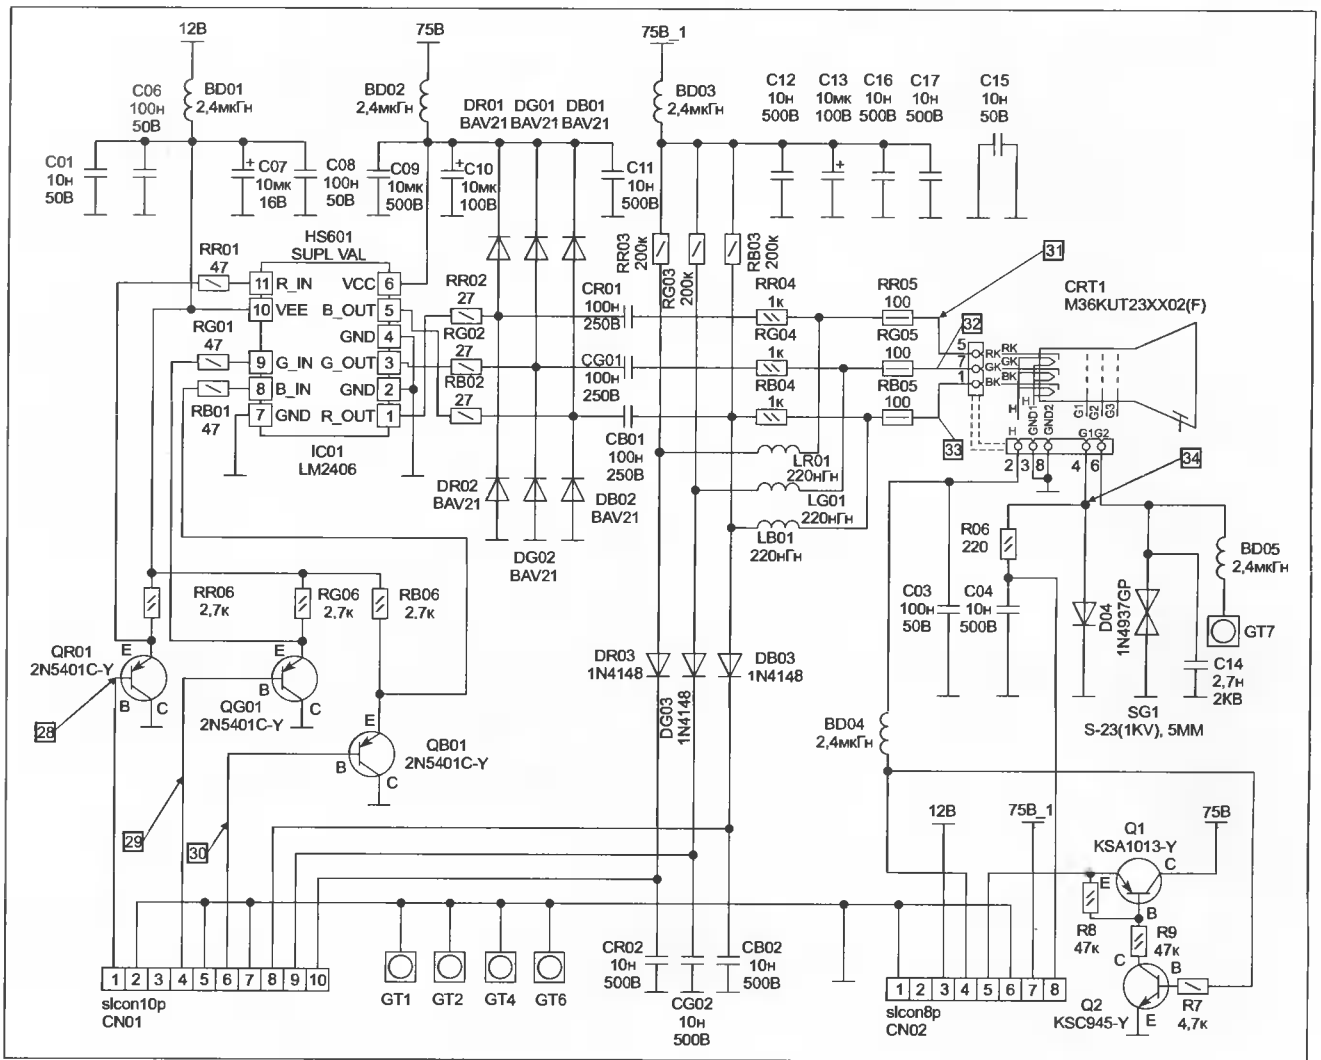 12В
75В
75В_1
C06
100н
50В
BD01
2,4мкГн
BD02
2,4мкГн
DR01
BAV21
DG01
BAV21
DB01
BAV21
BD03
2,4мкГн
C12
10н
500В
C13
10мк
100В
C16
10н
500В
C17
10н
500В
C15
10н
50В
C01
10н
50В
C07
10мк
16В
C08
100н
50В
C09
10мк
500В
C10
10мк
100В
C11
10н
500В
+
+
+
HS601
SUPL VAL
RR01
47
11 R_IN
VCC 6
10 VEE
B_OUT 5
GND 4
RG01
47
9 G_IN
G_OUT 3
8 B_IN
GND 2
RB01
47
7 GND
R_OUT 1
IC01
LM2406
RR02
27
RG02
27
RB02
27
CR01
100н
250В
CG01
100н
250В
CB01
100н
250В
RR03
200к
RG03
200к
RB03
200к
RR04
1к
RG04
1к
RB04
1к
RR05
100
RG05
100
RB05
100
31
32
33
34
CRT1
M36KUT23XX02(F)
5
7
1
RK
GK
BK
RK
GK
BK
H
H
H
GND1
GND2
G1
G2
G3
G1G2
2 3 8 4 6
LR01
220нГн
LG01
220нГн
LB01
220нГн
DR02
BAV21
DG02
BAV21
DB02
BAV21
R06
220
C03
100н
50В
C04
10н
500В
D04
1N4937GP
BD05
2,4мкГн
GT7
C14
2,7н
2КВ
SG1
S-23(1KV), 5MM
RR06
2,7к
RG06
2,7к
RB06
2.7к
QR01
2N5401C-Y
E
B
C
QG01
2N5401C-Y
E
B
C
QB01
2N5401C-Y
E
B
C
28
29
30
DR03
1N4148
DG03
1N4148
DB03
1N4148
BD04
2,4мкГн
12В
75В_1
75В
Q1
KSA1013-Y
E
C
B
R8
47к
R9
47к
Q2
KSC945-Y
C
B
E
R7
4,7к
1 2 3 4 5 6 7 8 9 10
slcon10p
CN01
GT1
GT2
GT4
GT6
CR02
10н
500В
CG02
10н
500В
CB02
10н
500В
1 2 3 4 5 6 7 8
slcon8p
CN02